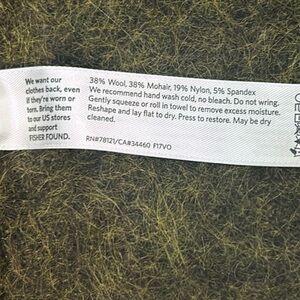 We want our
clothes back, even
if they're worn or
torn. Bring them
to our US stores
and support
FISHER FOUND.
38% Wool, 38% Mohair, 19% Nylon, 5% Spandex
We recommend hand wash cold, no bleach. Do not wring.
Gently squeeze or roll in towel to remove excess moisture.
Reshape and lay flat to dry. Press to restore. May be dry
cleaned.
RN#78121/CA#34460 F17VO